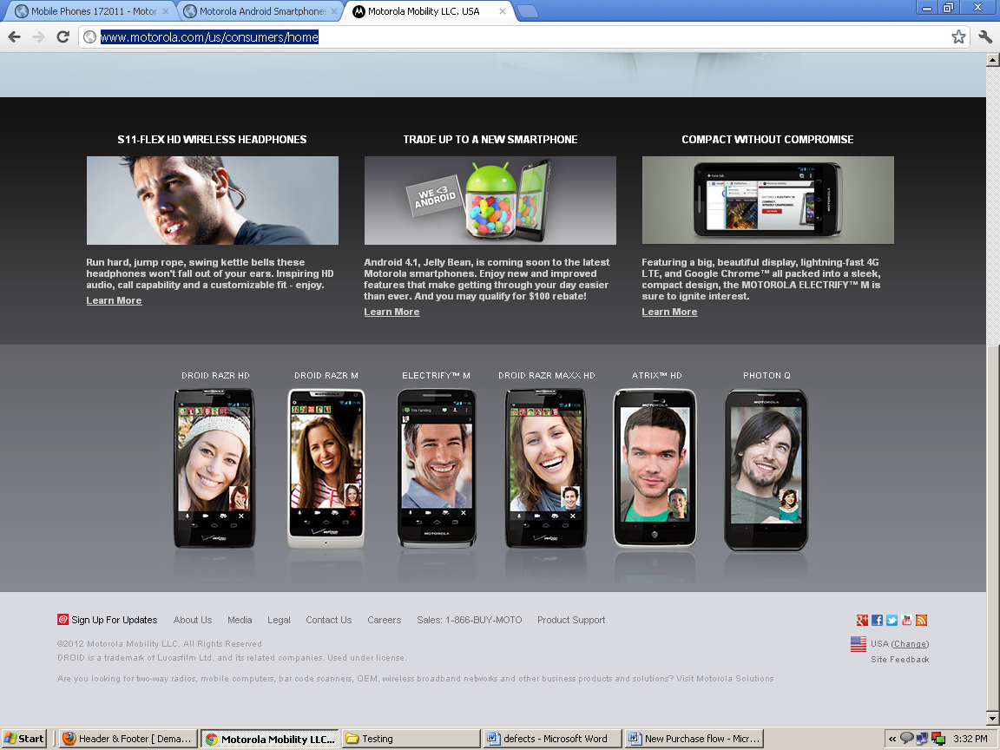 Mobile Phones 172011 - Motor
Motorola Android Smartphone
Motorola Mobility LLC. USA
www.motorola.com/us/consumers/home
S11-FLEX HD WIRELESS HEADPHONES
TRADE UP TO A NEW SMARTPHONE
COMPACT WITHOUT COMPROMISE
WE <3
ANDROID
Run hard, jump rope, swing kettle bells these
headphones won't fall out of your ears. Inspiring HD
audio, call capability and a customizable fit - enjoy.
Learn More
Android 4.1, Jelly Bean, is coming soon to the latest
Motorola smartphones. Enjoy new and improved
features that make getting through your day easier
than ever. And you may qualify for $100 rebate!
Learn More
Featuring a big, beautiful display, lightning-fast 4G
LTE, and Google Chrome™ all packed into a sleek,
compact design, the MOTOROLA ELECTRIFY™ M is
sure to ignite interest.
Learn More
DROID RAZR HD
DROID RAZR M
ELECTRIFY™ M
DROID RAZR MAXX HD
ATRIX™ HD
PHOTON Q
MOTOROLA
Sign Up For Updates
About Us
Media
Legal
Contact Us
Careers
Sales: 1-866-BUY-MOTO
Product Support
©2012 Motorola Mobility LLC. All Rights Reserved
USA (Change)
DROID is a trademark of Lucasfilm Ltd. and its related companies. Used under license.
Site Feedback
Are you looking for two-way radios, mobile computers, bar code scanners, OEM, wireless broadband networks and other business products and solutions? Visit Motorola Solutions
Start
Header & Footer [ Dema...
Motorola Mobility LLC...
Testing
defects - Microsoft Word
New Purchase flow - Micr...
3:32 PM